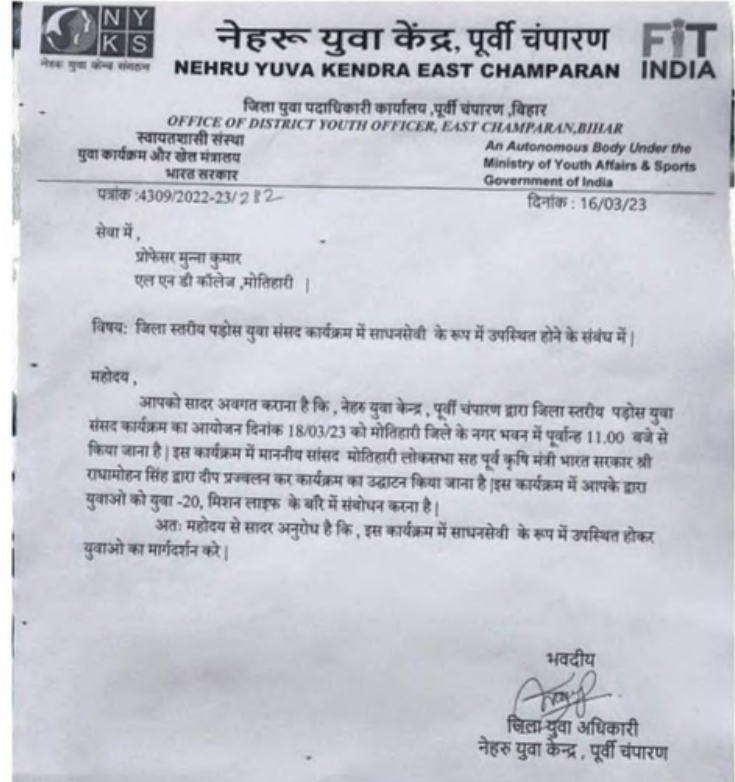 NYKS
नेहरू युवा केन्द्र संगठन
नेहरू युवा केंद्र, पूर्वी चंपारण
NEHRU YUVA KENDRA EAST CHAMPARAN
FIT
INDIA
जिला युवा पदाधिकारी कार्यालय ,पूर्वी चंपारण ,बिहार
OFFICE OF DISTRICT YOUTH OFFICER, EAST CHAMPARAN,BIHAR
स्वायतशासी संस्था
युवा कार्यक्रम और खेल मंत्रालय
भारत सरकार
An Autonomous Body Under the
Ministry of Youth Affairs & Sports
Government of India
पत्रांक :4309/2022-23/282
दिनांक : 16/03/23
सेवा में ,
प्रोफेसर मुन्ना कुमार
एल एन डी कॉलेज ,मोतिहारी |
विषय: जिला स्तरीय पड़ोस युवा संसद कार्यक्रम में साधनसेवी के रूप में उपस्थित होने के संबंध में |
महोदय ,
आपको सादर अवगत कराना है कि , नेहरु युवा केन्द्र , पूर्वी चंपारण द्वारा जिला स्तरीय पड़ोस युवा
संसद कार्यक्रम का आयोजन दिनांक 18/03/23 को मोतिहारी जिले के नगर भवन में पूर्वान्ह 11.00 बजे से
किया जाना है | इस कार्यक्रम में माननीय सांसद मोतिहारी लोकसभा सह पूर्व कृषि मंत्री भारत सरकार श्री
राधामोहन सिंह द्वारा दीप प्रज्वलन कर कार्यक्रम का उद्घाटन किया जाना है |इस कार्यक्रम में आपके द्वारा
युवाओ को युवा -20, मिशन लाइफ के बारे में संबोधन करना है |
अतः महोदय से सादर अनुरोध है कि , इस कार्यक्रम में साधनसेवी के रूप में उपस्थित होकर
युवाओ का मार्गदर्शन करे |
भवदीय
जिला युवा अधिकारी
नेहरु युवा केन्द्र , पूर्वी चंपारण